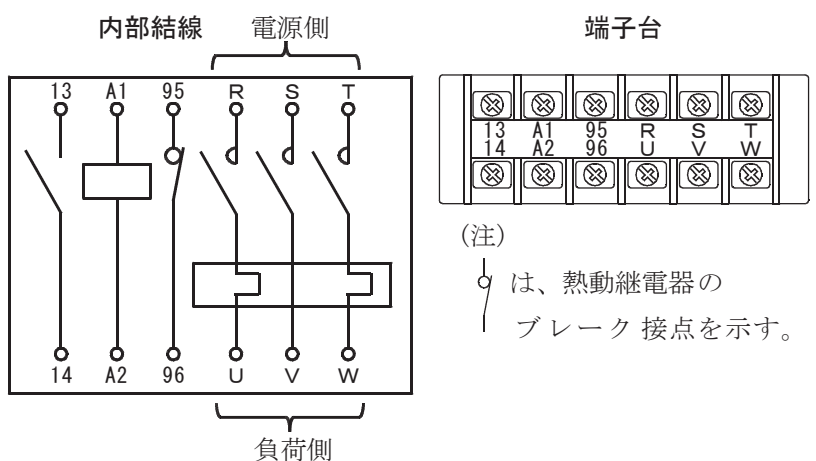 内部結線
電源側
13 A1 95 R S T
14 A2 96 U V W
負荷側
端子台
13 A1 95 R S T
14 A2 96 U V W
(注)
は、熱動継電器の
ブレーク接点を示す。